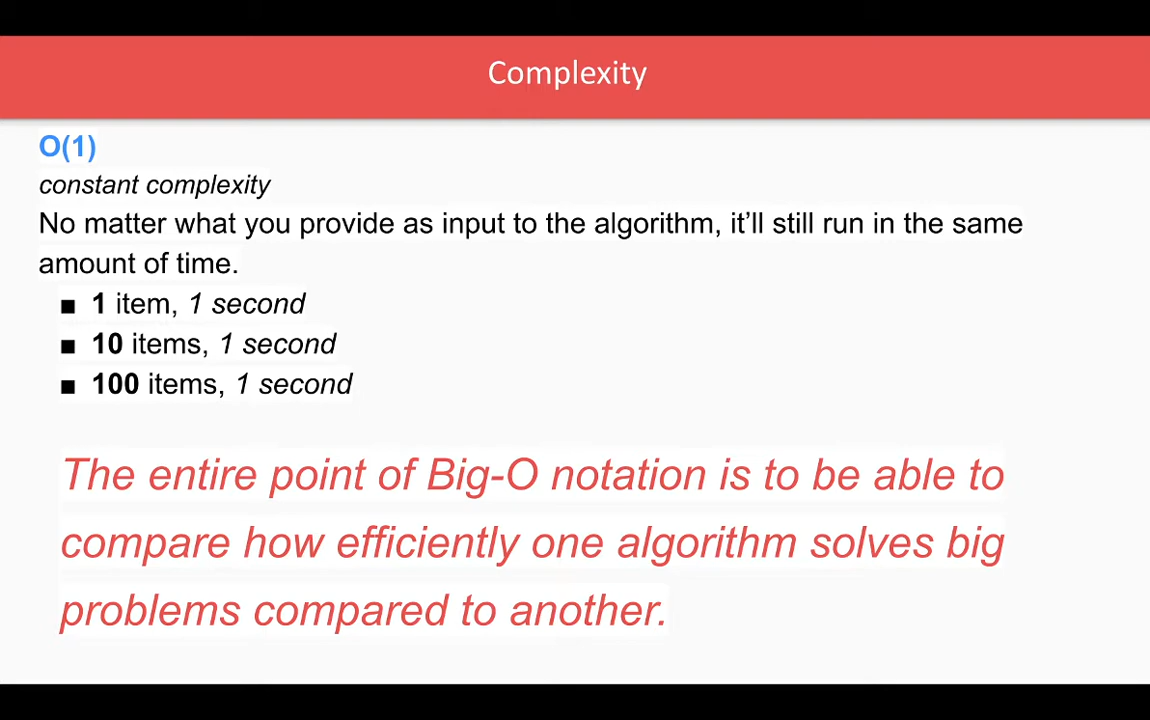 Complexity
O(1)
constant complexity
No matter what you provide as input to the algorithm, it’ll still run in the same
amount of time.
■ 1 item, 1 second
■ 10 items, 1 second
■ 100 items, 1 second
The entire point of Big-O notation is to be able to
compare how efficiently one algorithm solves big
problems compared to another.